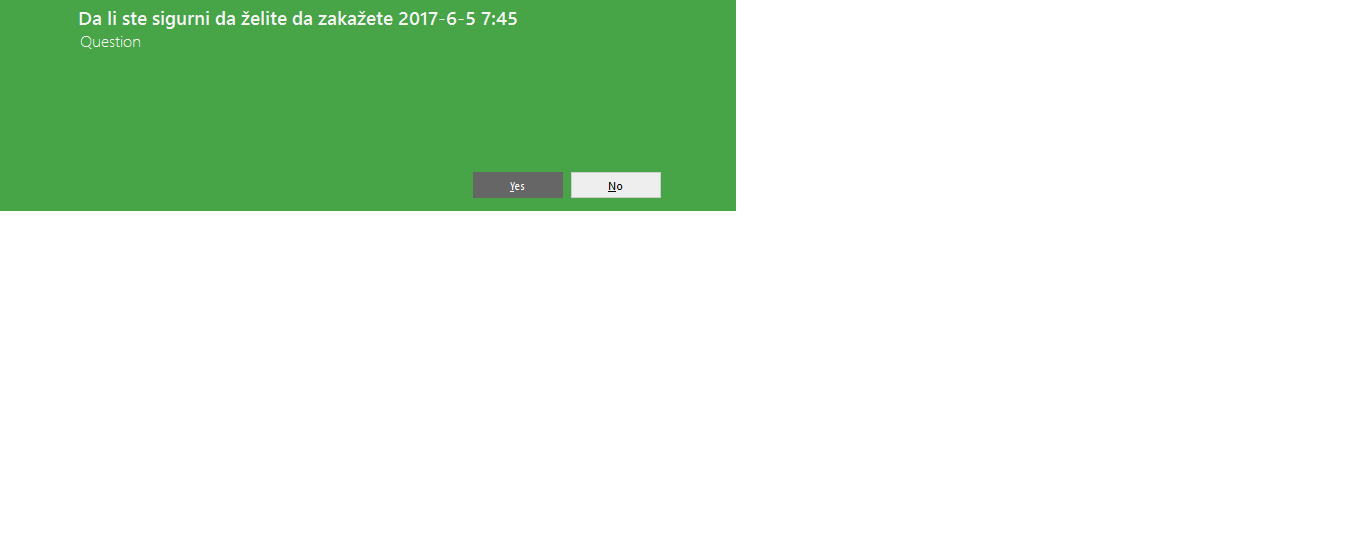 Da li ste sigurni da želite da zakažete 2017-6-5 7:45
Question
Yes No